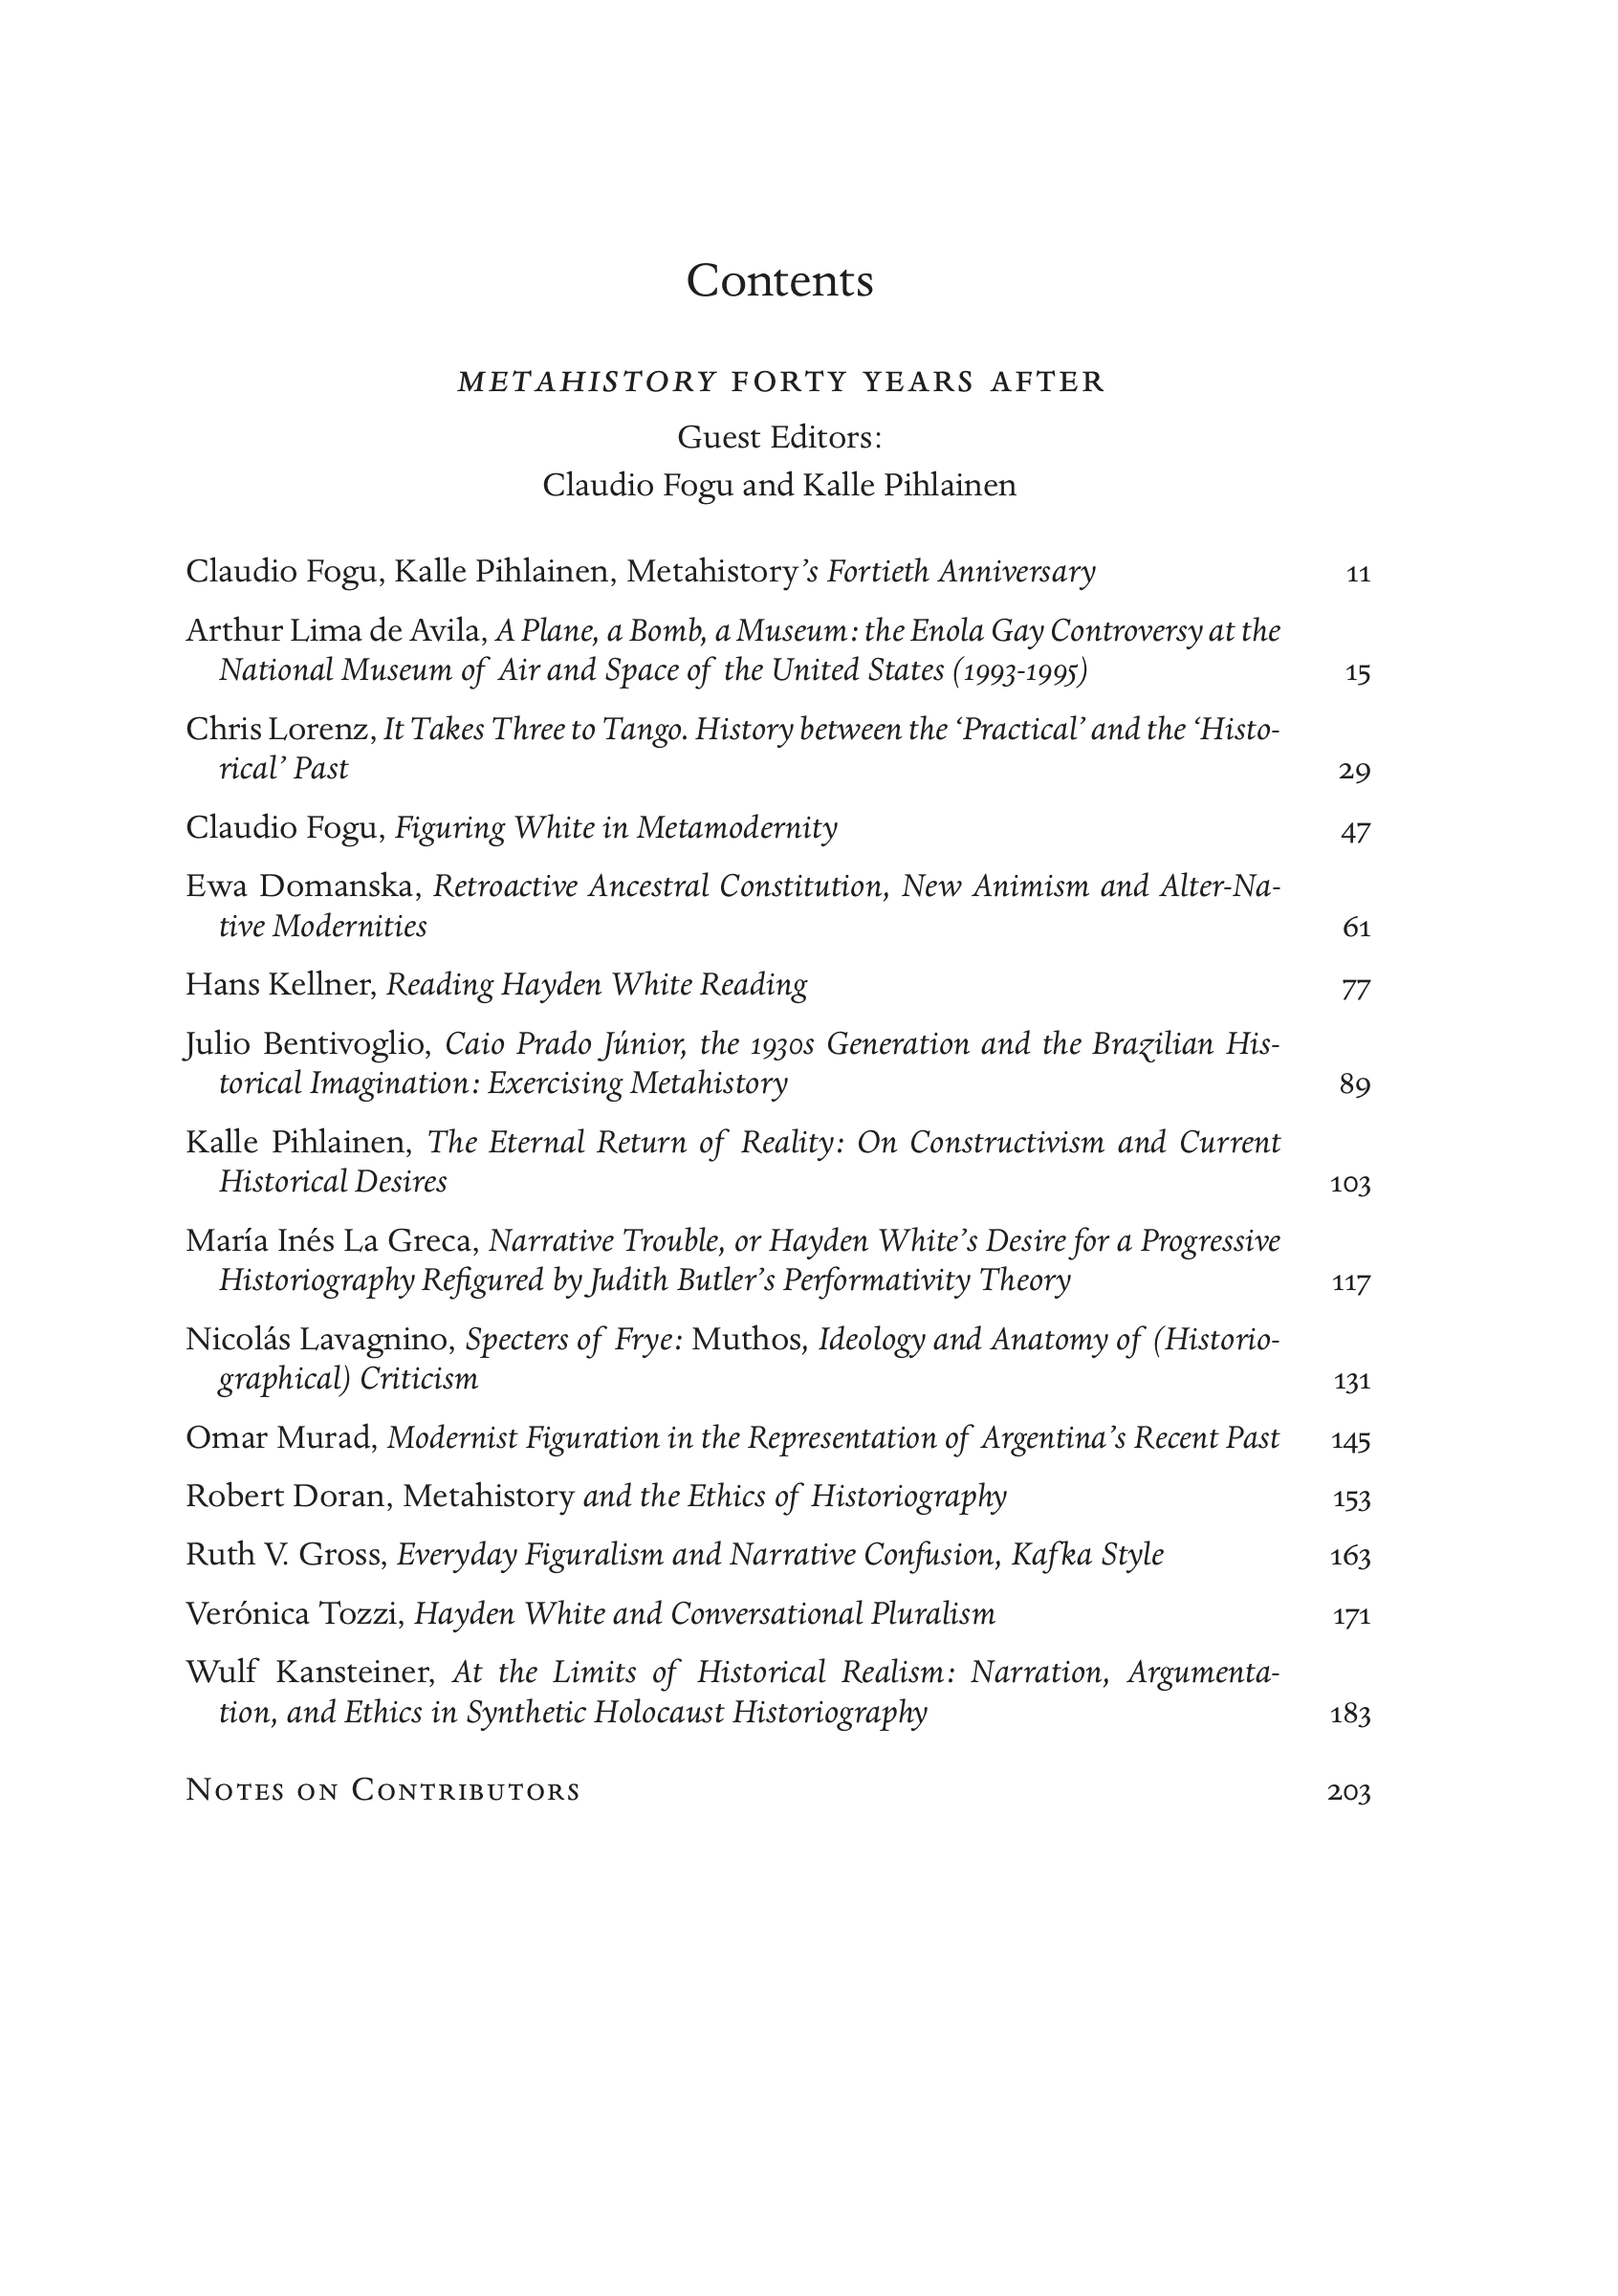 Contents
METAHISTORY FORTY YEARS AFTER
Guest Editors:
Claudio Fogu and Kalle Pihlainen
Claudio Fogu, Kalle Pihlainen, Metahistory’s Fortieth Anniversary 11
Arthur Lima de Avila, A Plane, a Bomb, a Museum: the Enola Gay Controversy at the
National Museum of Air and Space of the United States (1993-1995) 15
Chris Lorenz, It Takes Three to Tango. History between the ‘Practical’ and the ‘Histo-
rical’ Past 29
Claudio Fogu, Figuring White in Metamodernity 47
Ewa Domanska, Retroactive Ancestral Constitution, New Animism and Alter-Na-
tive Modernities 61
Hans Kellner, Reading Hayden White Reading 77
Julio Bentivoglio, Caio Prado Júnior, the 1930s Generation and the Brazilian His-
torical Imagination: Exercising Metahistory 89
Kalle Pihlainen, The Eternal Return of Reality: On Constructivism and Current
Historical Desires 103
María Inés La Greca, Narrative Trouble, or Hayden White’s Desire for a Progressive
Historiography Refigured by Judith Butler’s Performativity Theory 117
Nicolás Lavagnino, Specters of Frye: Muthos, Ideology and Anatomy of (Historio-
graphical) Criticism 131
Omar Murad, Modernist Figuration in the Representation of Argentina’s Recent Past 145
Robert Doran, Metahistory and the Ethics of Historiography 153
Ruth V. Gross, Everyday Figuralism and Narrative Confusion, Kafka Style 163
Verónica Tozzi, Hayden White and Conversational Pluralism 171
Wulf Kansteiner, At the Limits of Historical Realism: Narration, Argumenta-
tion, and Ethics in Synthetic Holocaust Historiography 183
Notes on Contributors 203